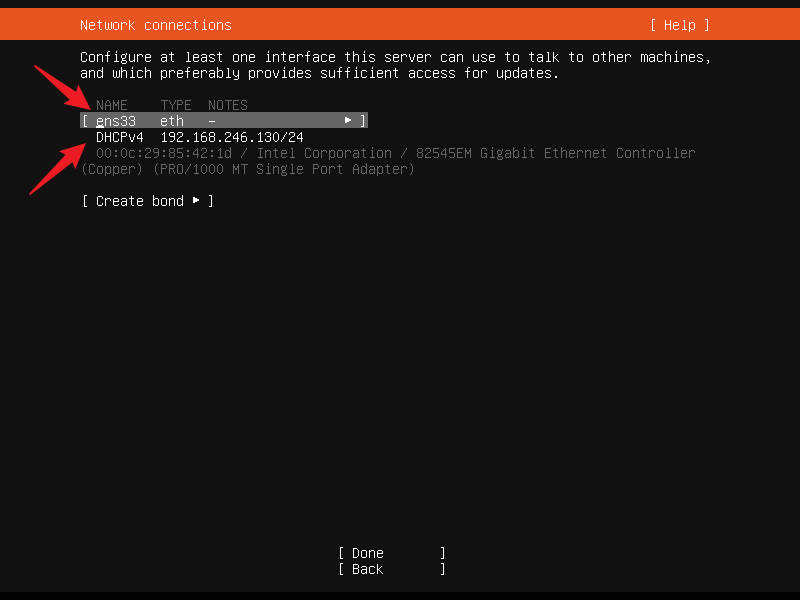 Network connections [ Help ]
Configure at least one interface this server can use to talk to other machines,
and which preferably provides sufficient access for updates.
NAME TYPE NOTES
[ ens33 eth – ▸ ]
DHCPv4 192.168.246.130/24
00:0c:29:85:42:1d / Intel Corporation / 82545EM Gigabit Ethernet Controller
(Copper) (PRO/1000 MT Single Port Adapter)
[ Create bond ▸ ]
[ Done ]
[ Back ]